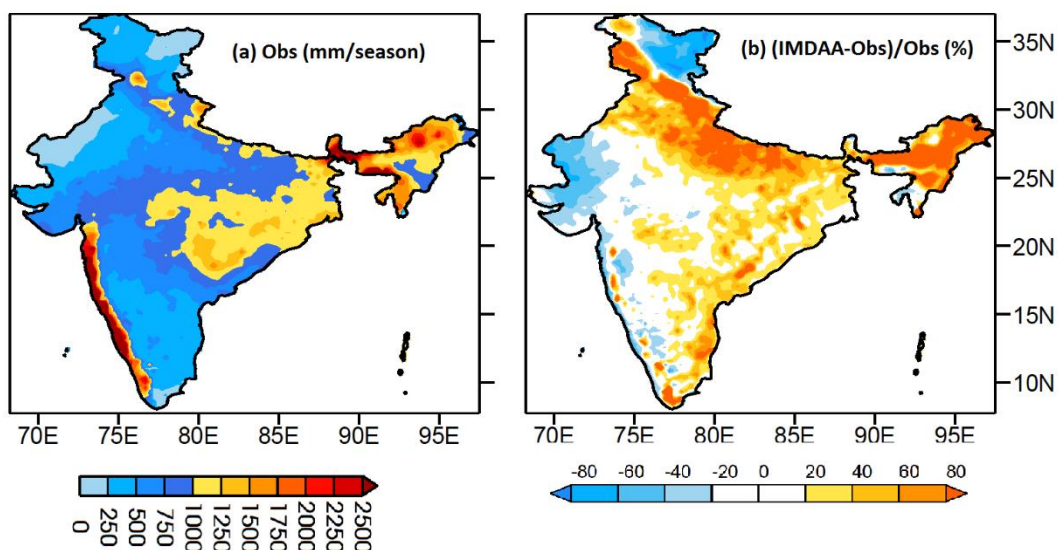 (a) Obs (mm/season)
(b) (IMDAA-Obs)/Obs (%)
35N
30N
25N
20N
15N
10N
70E 75E 80E 85E 90E 95E
70E 75E 80E 85E 90E 95E
0 250 500 750 1000 1250 1500 1750 2000 2250 2500
-80 -60 -40 -20 0 20 40 60 80